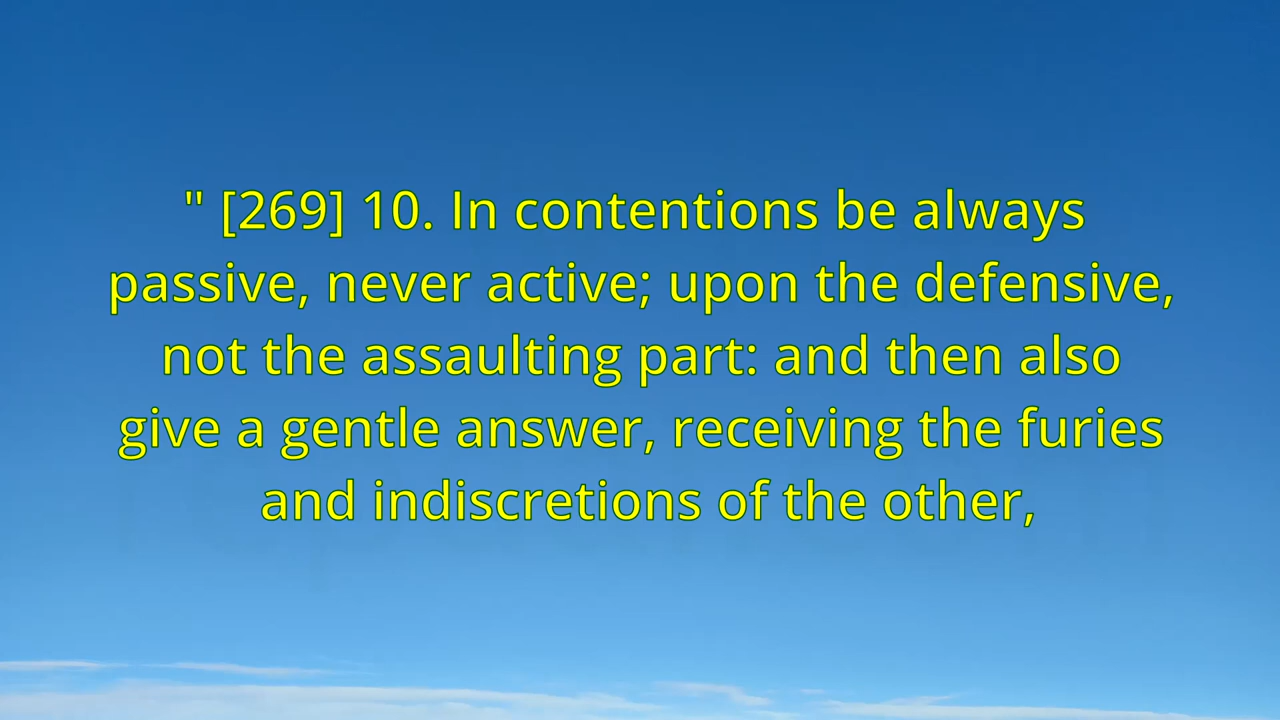 " [269] 10. In contentions be always
passive, never active; upon the defensive,
not the assaulting part: and then also
give a gentle answer, receiving the furies
and indiscretions of the other,